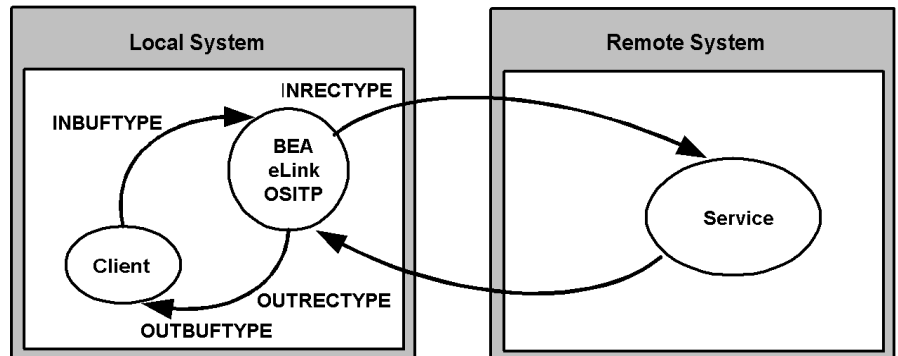 Local System
Remote System
INRECTYPE
INBUFTYPE
BEA
eLink
OSITP
Service
Client
OUTRECTYPE
OUTBUFTYPE